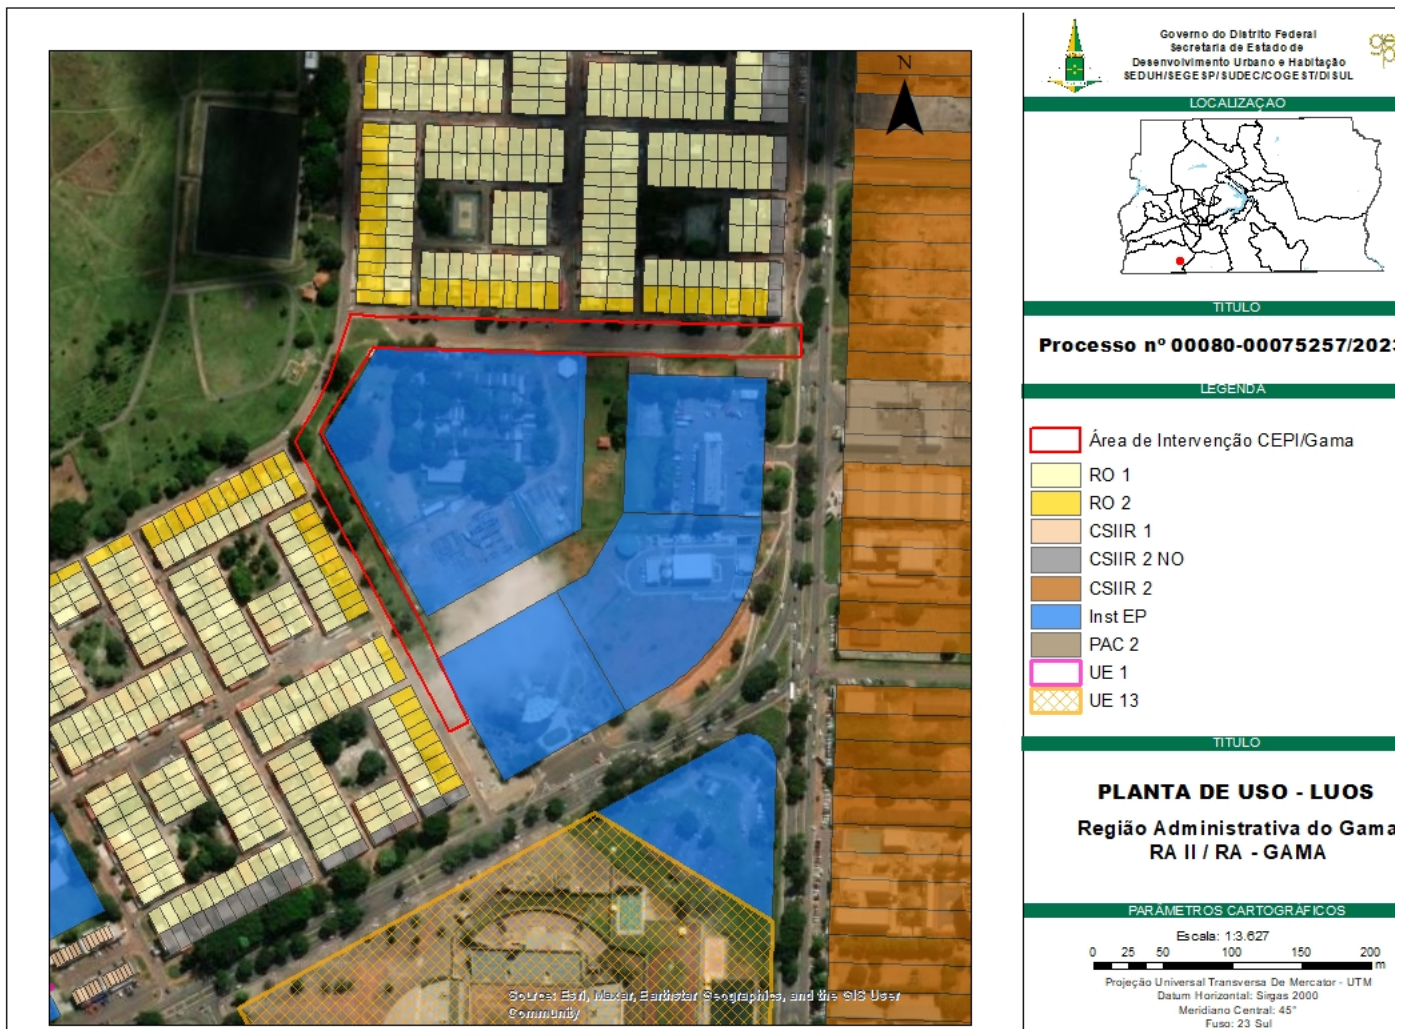 N
Source: Esri, Maxar, Earthstar Geographics, and the GIS User
Community
Governo do Distrito Federal
Secretaria de Estado de
Desenvolvimento Urbano e Habitação
SEDUH/SEGESP/SUDEC/COGEST/DISUL
LOCALIZAÇÃO
TITULO
Processo nº 00080-00075257/2023
LEGENDA
Área de Intervenção CEPI/Gama
RO 1
RO 2
CSIIR 1
CSIIR 2 NO
CSIIR 2
Inst EP
PAC 2
UE 1
UE 13
TITULO
PLANTA DE USO - LUOS
Região Administrativa do Gama
RA II / RA - GAMA
PARÂMETROS CARTOGRÁFICOS
Escala: 1:3.627
0 25 50 100 150 200
m
Projeção Universal Transversa De Mercator - UTM
Datum Horizontal: Sirgas 2000
Meridiano Central: 45°
Fuso: 23 Sul